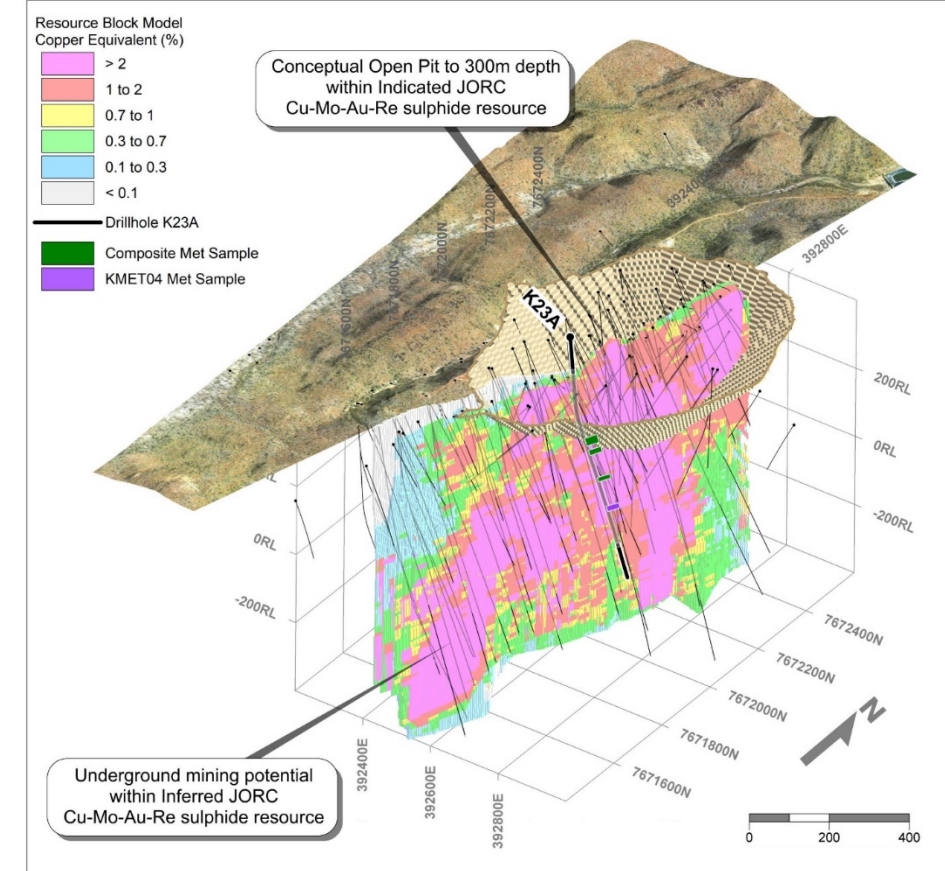 Resource Block Model
Copper Equivalent (%)
> 2
1 to 2
0.7 to 1
0.3 to 0.7
0.1 to 0.3
< 0.1
Drillhole K23A
Composite Met Sample
KMET04 Met Sample
Conceptual Open Pit to 300m depth
within Indicated JORC
Cu-Mo-Au-Re sulphide resource
7672400N
7672200N
392400
392800E
K23A
200RL
0RL
-200RL
0RL
-200RL
7672400N
7672200N
7672000N
7671800N
7671600N
392400E
392600E
392800E
N
Underground mining potential
within Inferred JORC
Cu-Mo-Au-Re sulphide resource
0
200
400